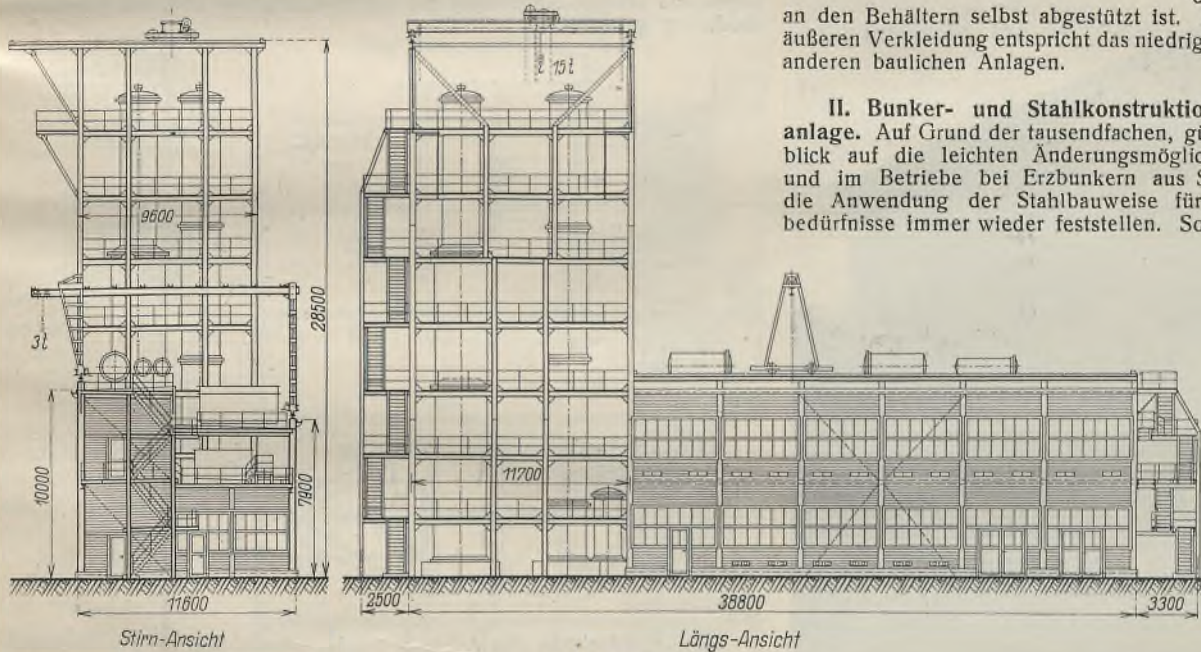 an den Behältern selbst abgestützt ist.
äußeren Verkleidung entspricht das niedrig
anderen baulichen Anlagen.
II. Bunker- und Stahlkonstruktio
anlage. Auf Grund der tausendfachen, gü
blick auf die leichten Änderungsmöglic
und im Betriebe bei Erzbunkern aus S
die Anwendung der Stahlbauweise für
bedürfnisse immer wieder feststellen. So
15t
9600
28500
3t
10000
7900
11700
11600
2500
38800
3300
Stirn-Ansicht
Längs-Ansicht